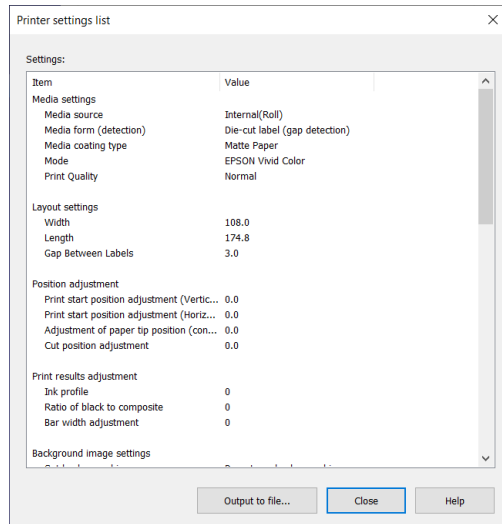 Printer settings list
Settings:
Item Value
Media settings
Media source Internal(Roll)
Media form (detection) Die-cut label (gap detection)
Media coating type Matte Paper
Mode EPSON Vivid Color
Print Quality Normal
Layout settings
Width 108.0
Length 174.8
Gap Between Labels 3.0
Position adjustment
Print start position adjustment (Vertic... 0.0
Print start position adjustment (Horiz... 0.0
Adjustment of paper tip position (con... 0.0
Cut position adjustment 0.0
Print results adjustment
Ink profile 0
Ratio of black to composite 0
Bar width adjustment 0
Background image settings
Output to file... Close Help